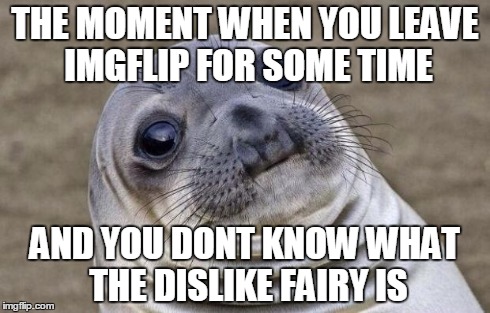 THE MOMENT WHEN YOU LEAVE
IMGFLIP FOR SOME TIME
AND YOU DONT KNOW WHAT
THE DISLIKE FAIRY IS
imgflip.com